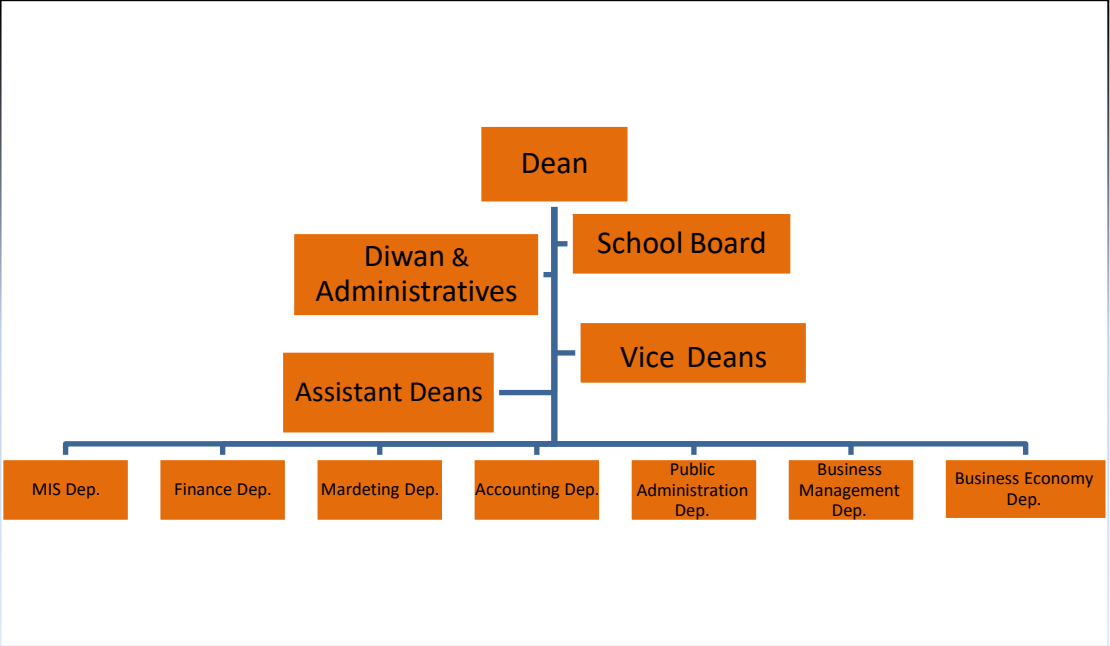 Dean
School Board
Diwan &
Administratives
Vice Deans
Assistant Deans
MIS Dep.
Finance Dep.
Mardeting Dep.
Accounting Dep.
Public
Administration
Dep.
Business
Management
Dep.
Business Economy
Dep.